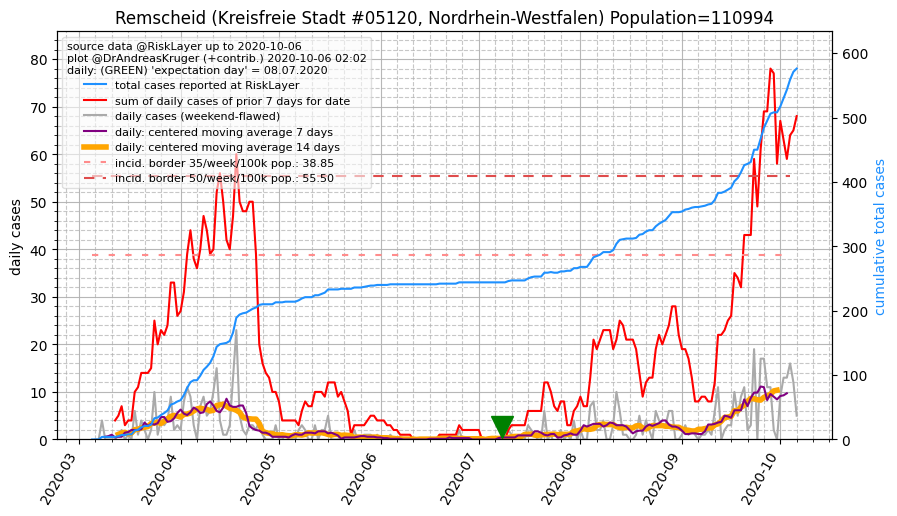 Remscheid (Kreisfreie Stadt #05120, Nordrhein-Westfalen) Population=110994
source data @RiskLayer up to 2020-10-06
plot @DrAndreasKruger (+contrib.) 2020-10-06 02:02
daily: (GREEN) 'expectation day' = 08.07.2020
total cases reported at RiskLayer
sum of daily cases of prior 7 days for date
daily cases (weekend-flawed)
daily: centered moving average 7 days
daily: centered moving average 14 days
incid. border 35/week/100k pop.: 38.85
incid. border 50/week/100k pop.: 55.50
daily cases
80
70
60
50
40
30
20
10
0
cumulative total cases
600
500
400
300
200
100
0
2020-03
2020-04
2020-05
2020-06
2020-07
2020-08
2020-09
2020-10